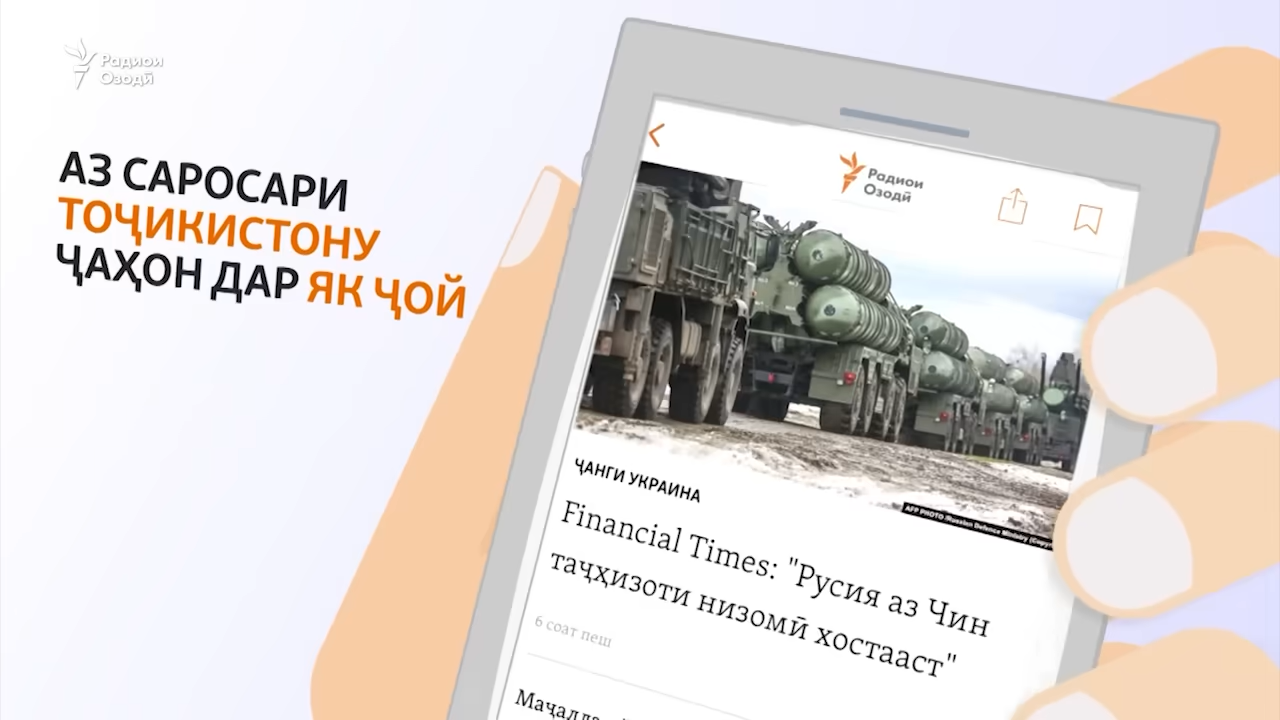 Радиои
Озодӣ
АЗ САРОСАРИ
ТОҶИКИСТОНУ
ҶАҲОН ДАР ЯК ҶОЙ
Радиои
Озодӣ
AFP PHOTO /Russian Defence Ministry
ҶАНГИ УКРАИНА
Financial Times: "Русия аз Чин
таҷҳизоти низомӣ хостааст"
6 соат пеш